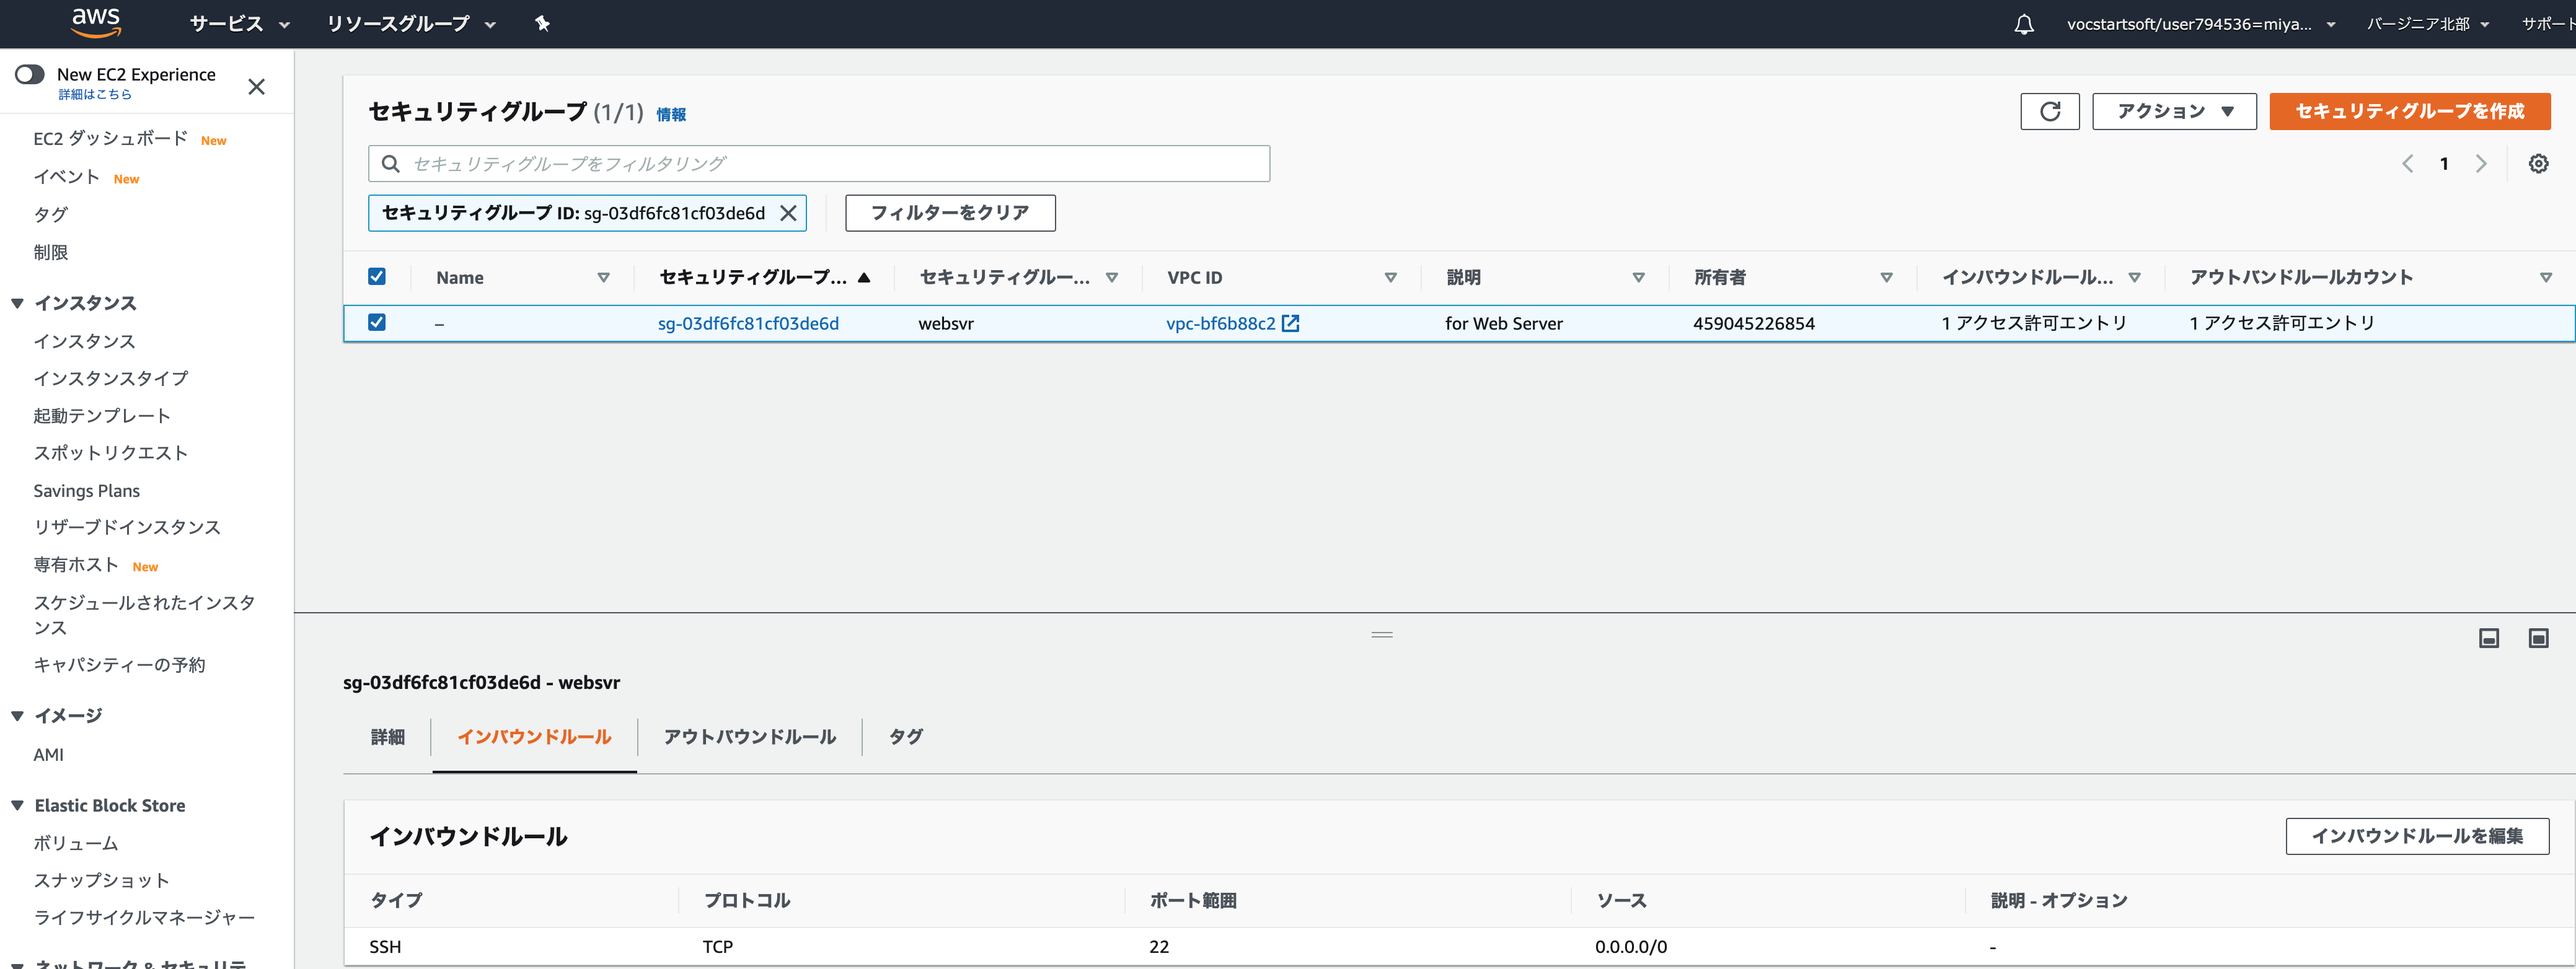 aws サービス リソースグループ vocstartsoft/user794536=miya... バージニア北部 サポート
New EC2 Experience
詳細はこちら
EC2 ダッシュボード New
イベント New
タグ
制限
インスタンス
インスタンス
インスタンスタイプ
起動テンプレート
スポットリクエスト
Savings Plans
リザーブドインスタンス
専有ホスト New
スケジュールされたインスタ
ンス
キャパシティーの予約
イメージ
AMI
Elastic Block Store
ボリューム
スナップショット
ライフサイクルマネージャー
ネットワーク & セキュリテ
セキュリティグループ (1/1) 情報
アクション セキュリティグループを作成
セキュリティグループをフィルタリング
1
セキュリティグループ ID: sg-03df6fc81cf03de6d フィルターをクリア
Name セキュリティグループ... セキュリティグルー... VPC ID 説明 所有者 インバウンドルール... アウトバンドルールカウント
– sg-03df6fc81cf03de6d websvr vpc-bf6b88c2 for Web Server 459045226854 1 アクセス許可エントリ 1 アクセス許可エントリ
sg-03df6fc81cf03de6d - websvr
詳細 インバウンドルール アウトバウンドルール タグ
インバウンドルール インバウンドルールを編集
タイプ プロトコル ポート範囲 ソース 説明 - オプション
SSH TCP 22 0.0.0.0/0 -